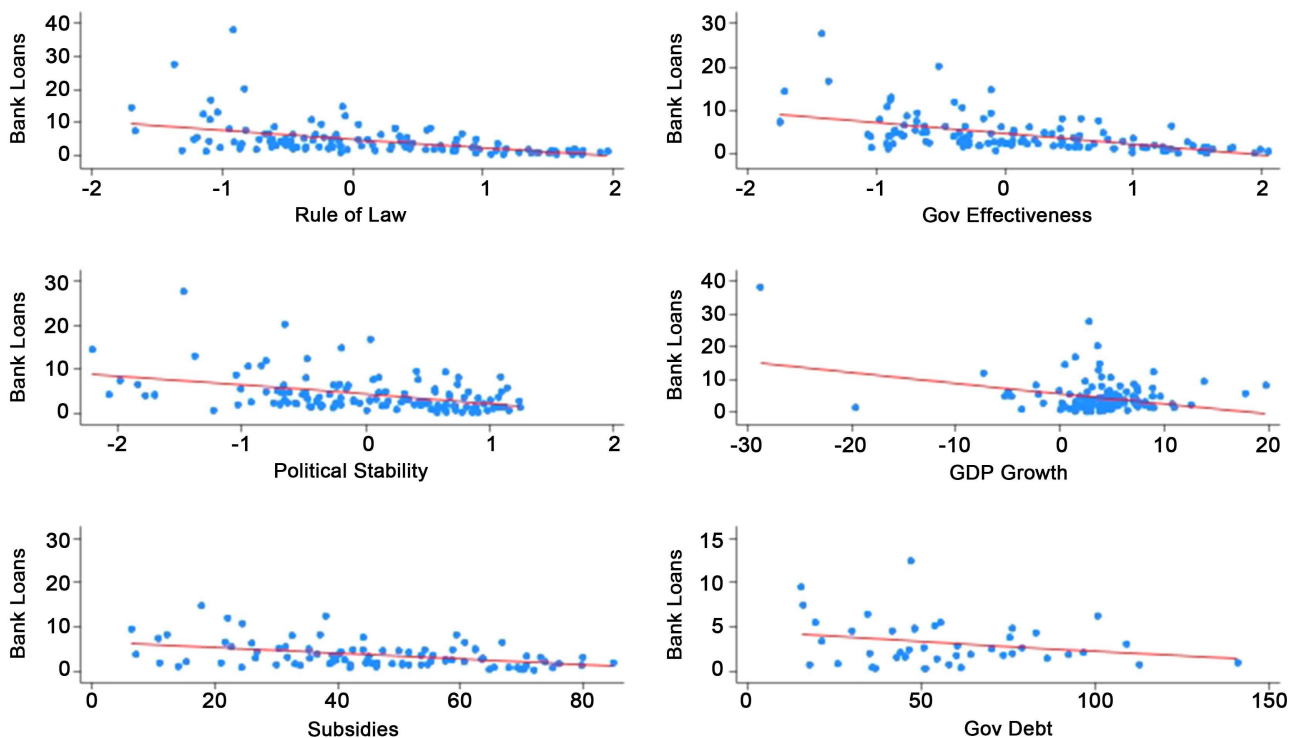 Bank Loans
40
30
20
10
0
-2 -1 0 1 2
Rule of Law
Bank Loans
30
20
10
0
-2 -1 0 1 2
Gov Effectiveness
Bank Loans
30
20
10
0
-2 -1 0 1 2
Political Stability
Bank Loans
40
30
20
10
0
-30 -20 -10 0 10 20
GDP Growth
Bank Loans
30
20
10
0
0 20 40 60 80
Subsidies
Bank Loans
15
10
5
0
0 50 100 150
Gov Debt